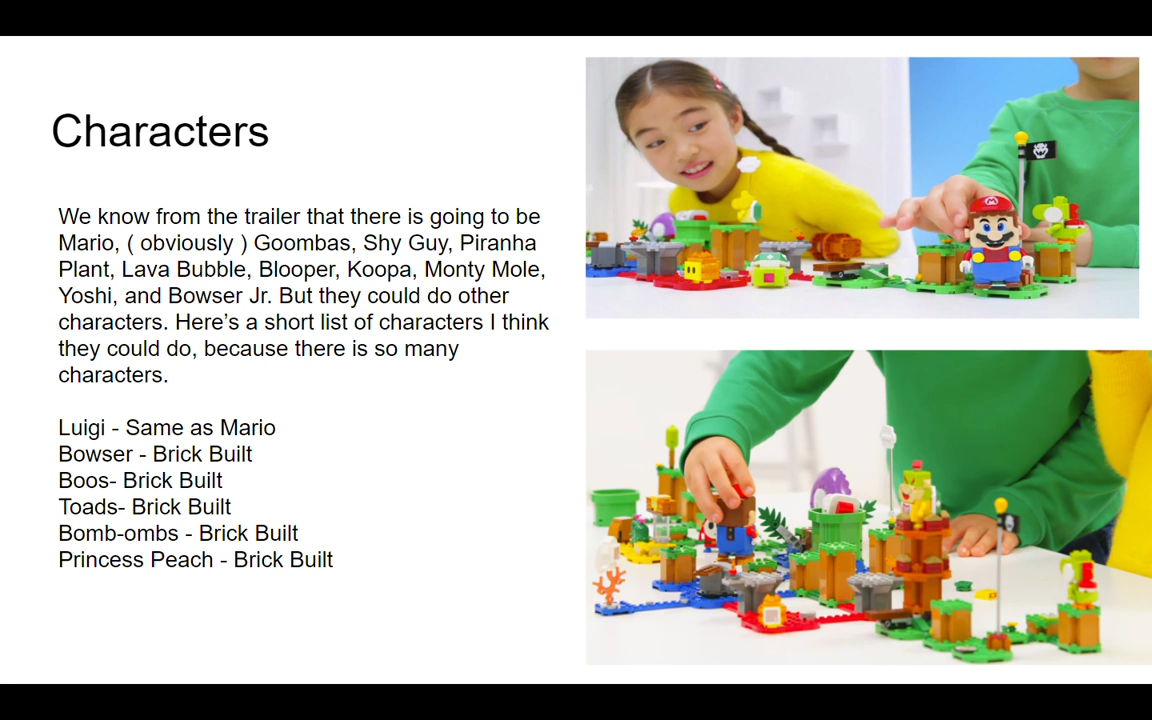 Characters
We know from the trailer that there is going to be
Mario, ( obviously ) Goombas, Shy Guy, Piranha
Plant, Lava Bubble, Blooper, Koopa, Monty Mole,
Yoshi, and Bowser Jr. But they could do other
characters. Here’s a short list of characters I think
they could do, because there is so many
characters.
Luigi - Same as Mario
Bowser - Brick Built
Boos- Brick Built
Toads- Brick Built
Bomb-ombs - Brick Built
Princess Peach - Brick Built